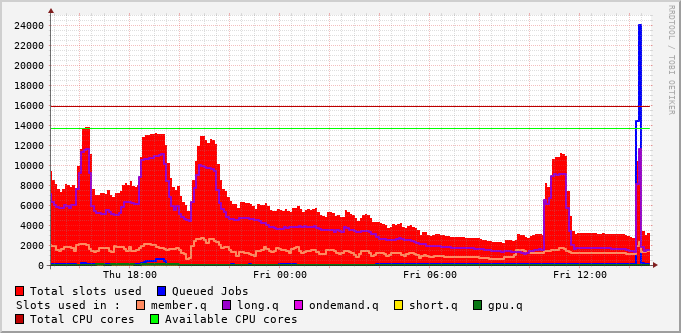 RRDTOOL / TOBI OETIKER
24000
22000
20000
18000
16000
14000
12000
10000
8000
6000
4000
2000
0
Thu 18:00 Fri 00:00 Fri 06:00 Fri 12:00
Total slots used Queued Jobs
Slots used in : member.q long.q ondemand.q short.q gpu.q
Total CPU cores Available CPU cores